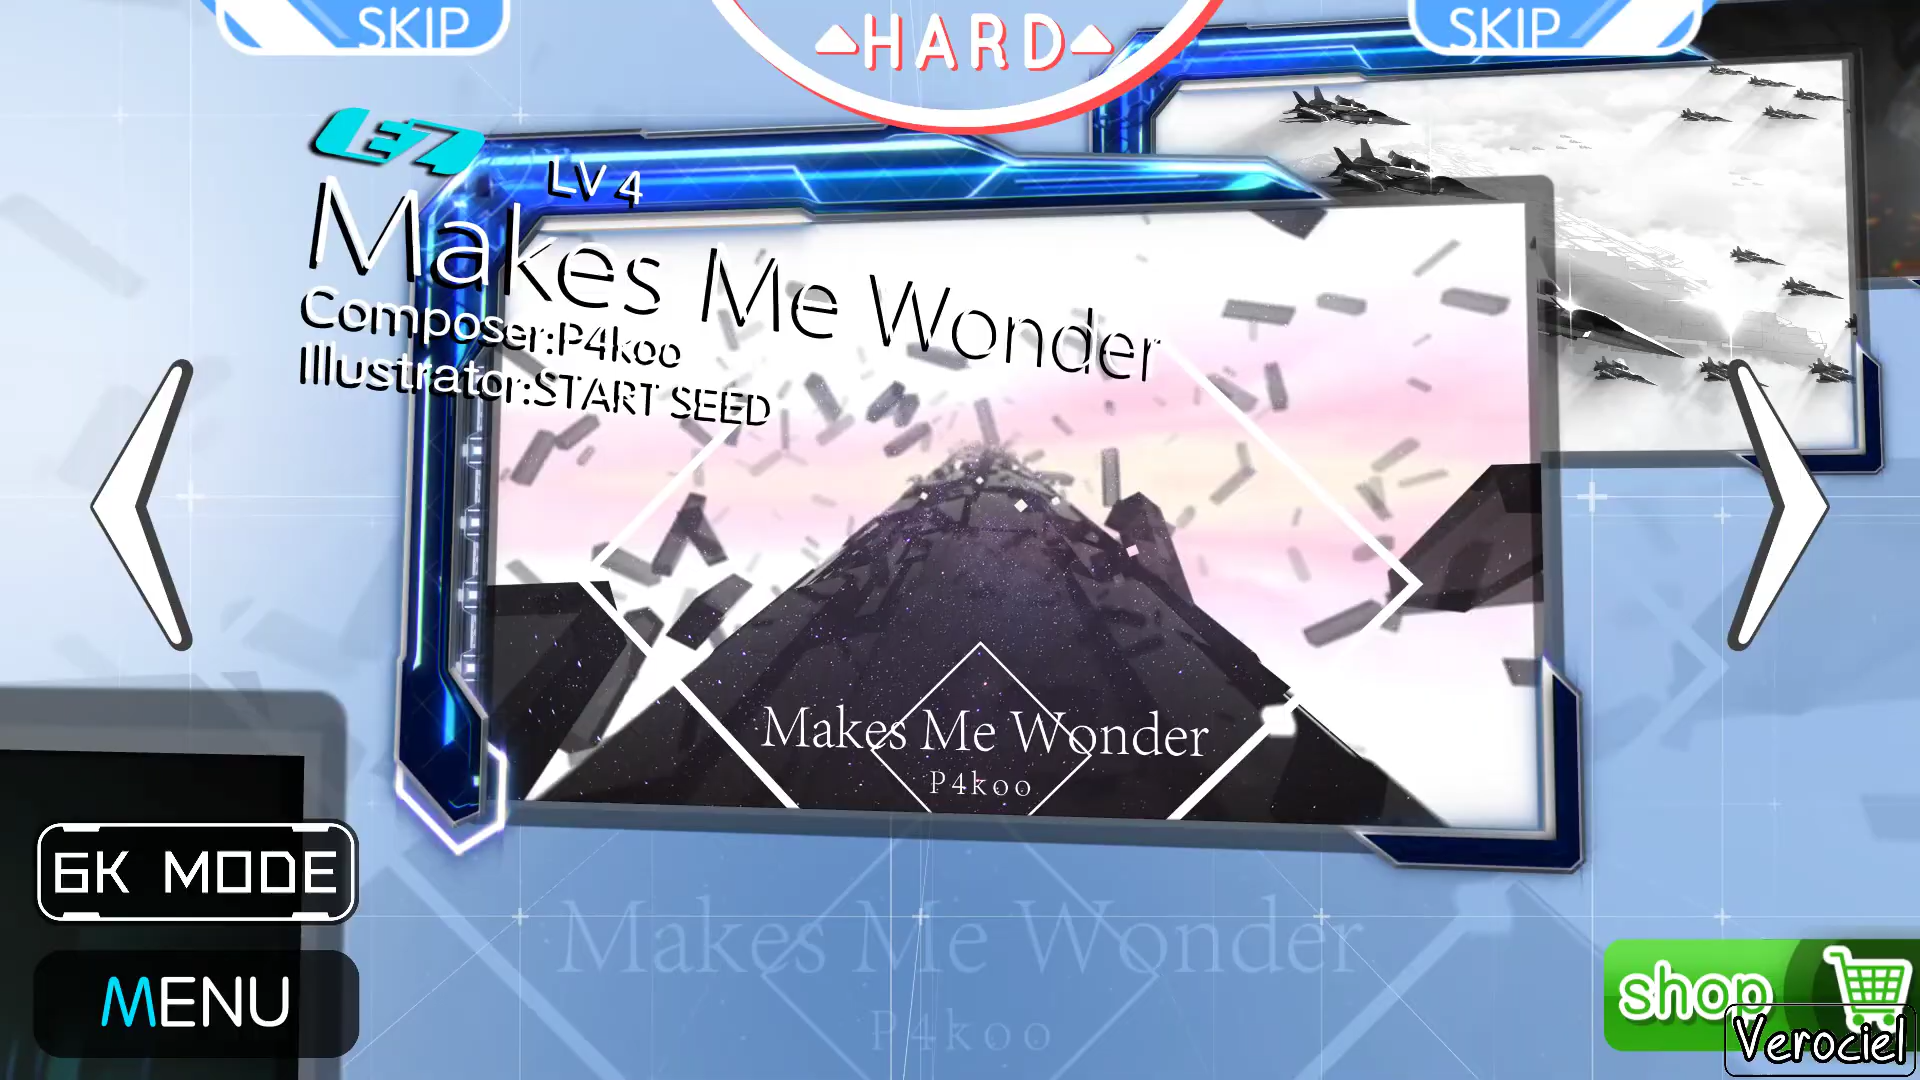 SKIP
HARD
SKIP
LV 4
Makes Me Wonder
Composer:P4koo
Illustrator:START SEED
Makes Me Wonder
P4koo
6K MODE
MENU
Makes Me Wonder
P4koo
shop
Verociel